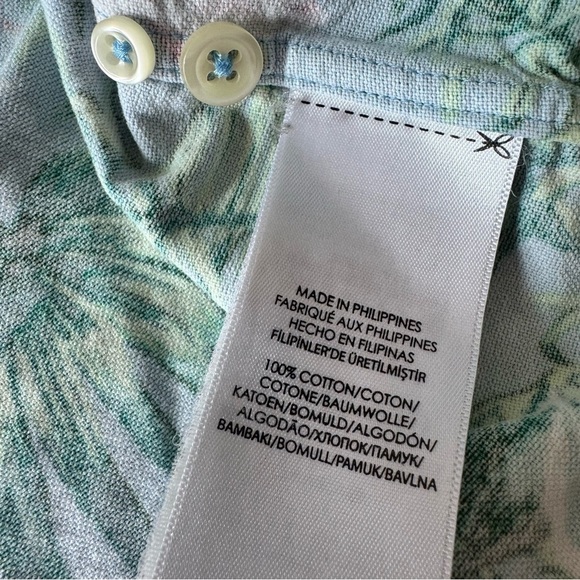 MADE IN PHILIPPINES
FABRIQUÉ AUX PHILIPPINES
HECHO EN FILIPINAS
FİLİPİNLER'DE ÜRETİLMİŞTİR
100% COTTON/COTON/
COTONE/BAUMWOLLE/
KATOEN/BOMULD/ALGODÓN/
ALGODÃO/ХЛОПОК/ПАМУК/
BAMBAKI/BOMULL/PAMUK/BAVLNA